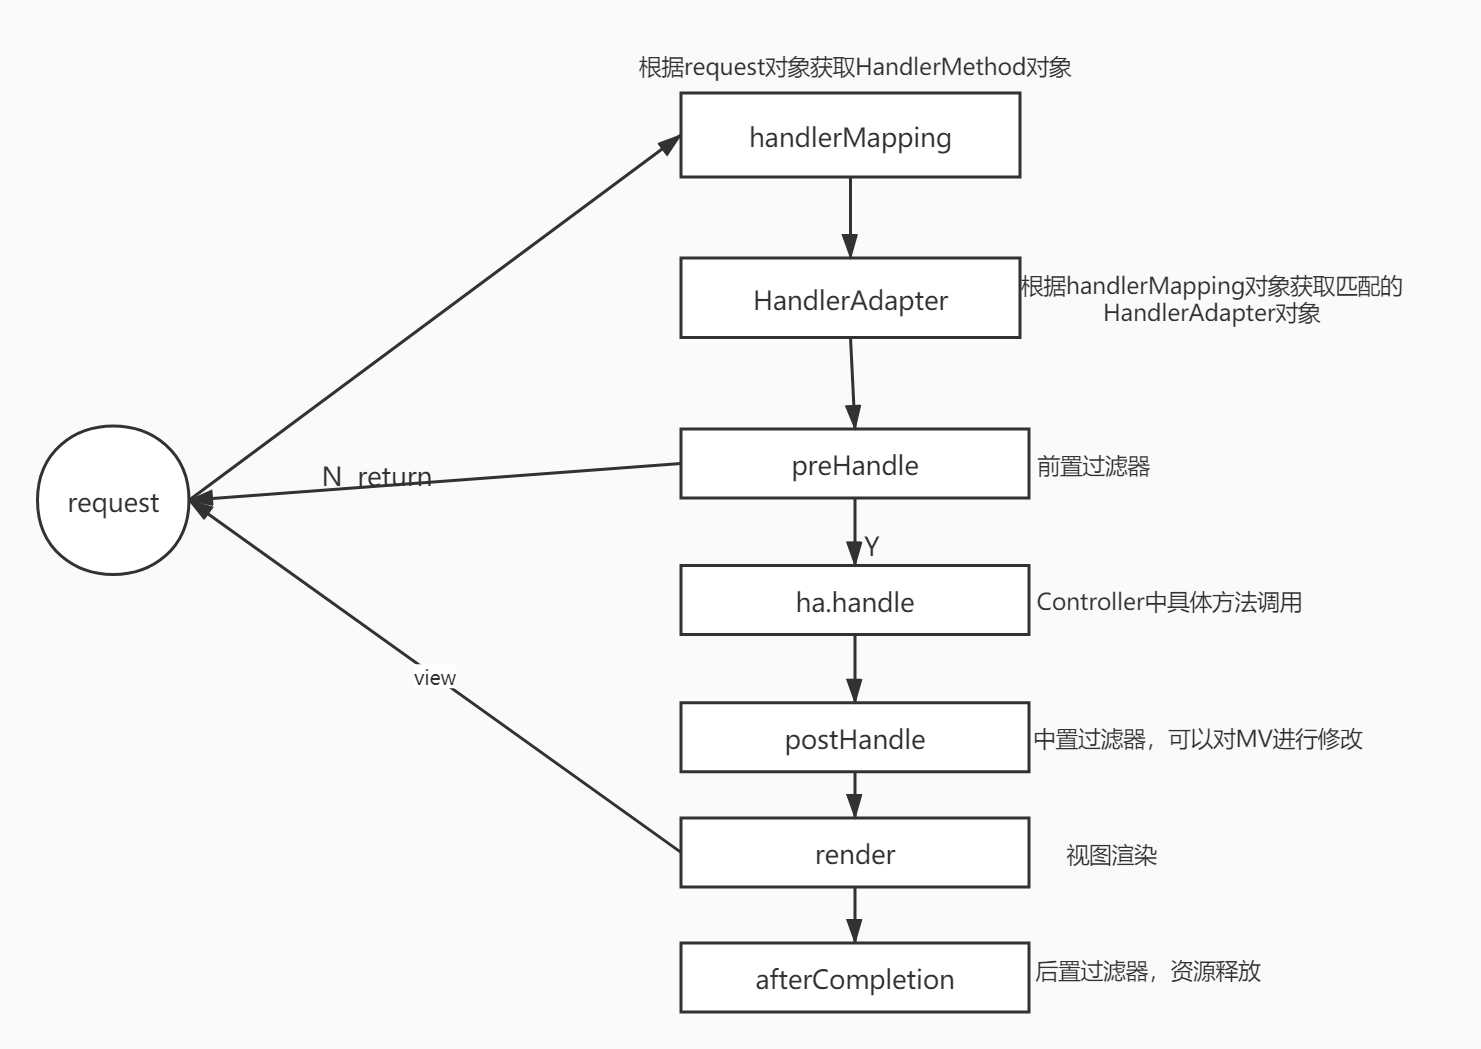 根据request对象获取HandlerMethod对象
handlerMapping
HandlerAdapter
根据handlerMapping对象获取匹配的
HandlerAdapter对象
preHandle
前置过滤器
N  return
request
Y
ha.handle
Controller中具体方法调用
view
postHandle
中置过滤器，可以对MV进行修改
render
视图渲染
afterCompletion
后置过滤器，资源释放